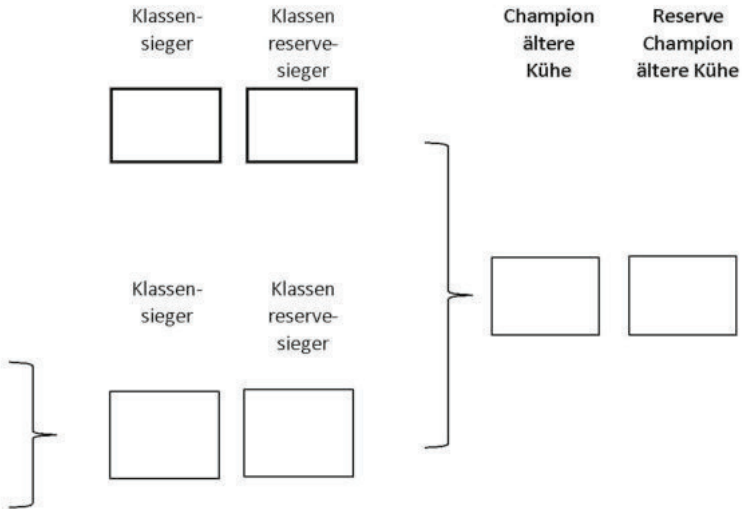 Klassen-
sieger
Klassen
reserve-
sieger
Champion
ältere
Kühe
Reserve
Champion
ältere Kühe
Klassen-
sieger
Klassen
reserve-
sieger